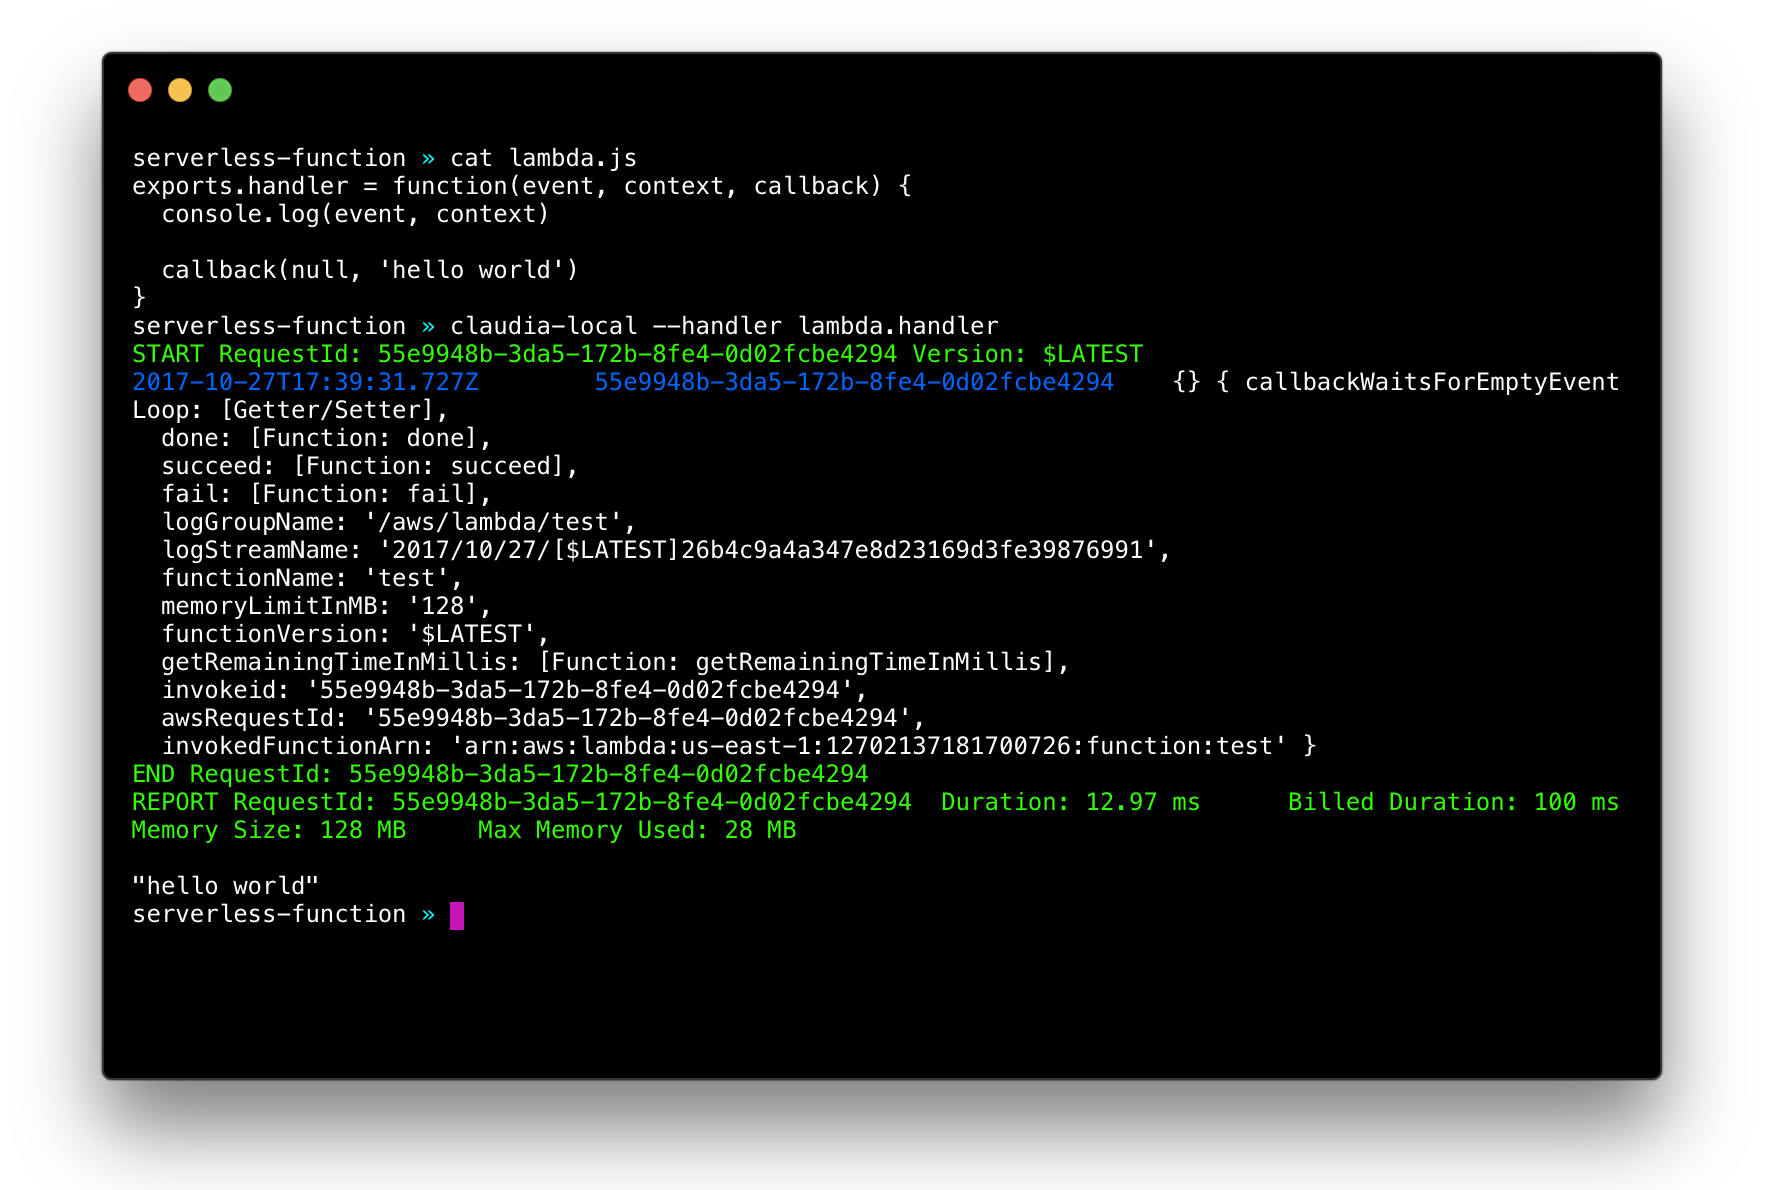 serverless-function » cat lambda.js
exports.handler = function(event, context, callback) {
  console.log(event, context)

  callback(null, 'hello world')
}
serverless-function » claudia-local --handler lambda.handler
START RequestId: 55e9948b-3da5-172b-8fe4-0d02fcbe4294 Version: $LATEST
2017-10-27T17:39:31.727Z        55e9948b-3da5-172b-8fe4-0d02fcbe4294    {} { callbackWaitsForEmptyEvent
Loop: [Getter/Setter],
  done: [Function: done],
  succeed: [Function: succeed],
  fail: [Function: fail],
  logGroupName: '/aws/lambda/test',
  logStreamName: '2017/10/27/[$LATEST]26b4c9a4a347e8d23169d3fe39876991',
  functionName: 'test',
  memoryLimitInMB: '128',
  functionVersion: '$LATEST',
  getRemainingTimeInMillis: [Function: getRemainingTimeInMillis],
  invokeid: '55e9948b-3da5-172b-8fe4-0d02fcbe4294',
  awsRequestId: '55e9948b-3da5-172b-8fe4-0d02fcbe4294',
  invokedFunctionArn: 'arn:aws:lambda:us-east-1:12702137181700726:function:test' }
END RequestId: 55e9948b-3da5-172b-8fe4-0d02fcbe4294
REPORT RequestId: 55e9948b-3da5-172b-8fe4-0d02fcbe4294  Duration: 12.97 ms      Billed Duration: 100 ms
Memory Size: 128 MB     Max Memory Used: 28 MB

"hello world"
serverless-function »